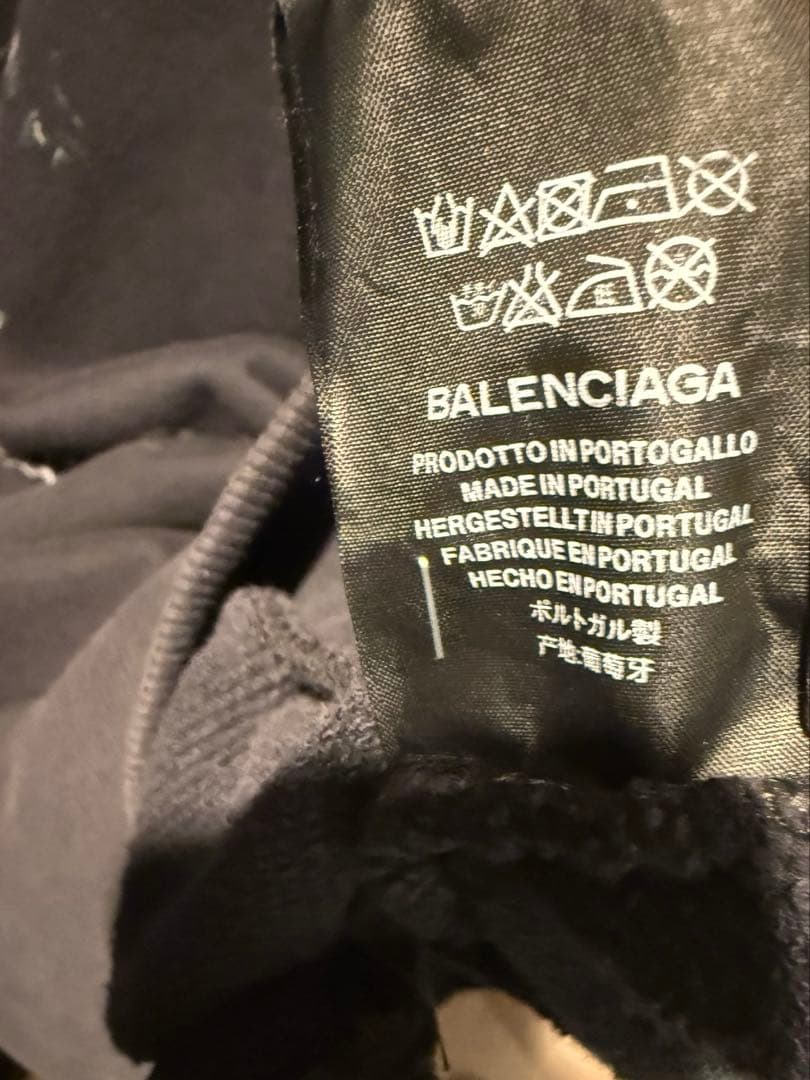 BALENCIAGA
PRODOTTO IN PORTOGALLO
MADE IN PORTUGAL
HERGESTELLT IN PORTUGAL
FABRIQUE EN PORTUGAL
HECHO EN PORTUGAL
ポルトガル製
产地:葡萄牙